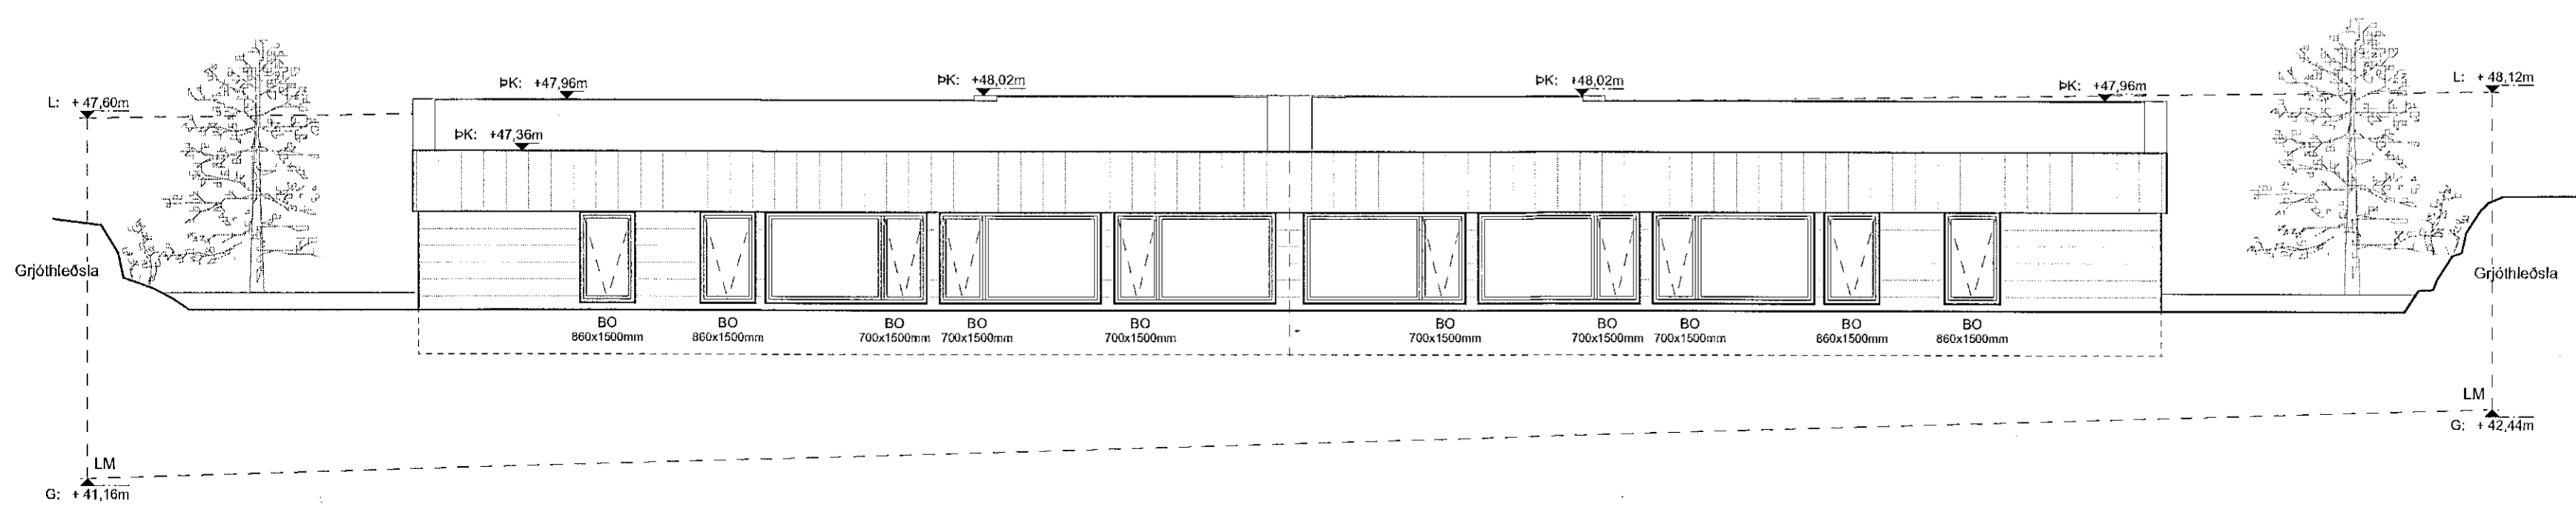 L: + 47,60m
ÞK: +47,96m
ÞK: +48,02m
ÞK: +48,02m
ÞK: +47,96m
L: + 48,12m
ÞK: +47,36m
Grjóthleðsla
Grjóthleðsla
BO
860x1500mm
BO
860x1500mm
BO
700x1500mm
BO
700x1500mm
BO
700x1500mm
BO
700x1500mm
BO
700x1500mm
BO
700x1500mm
BO
860x1500mm
BO
860x1500mm
LM
G: + 42,44m
LM
G: + 41,16m